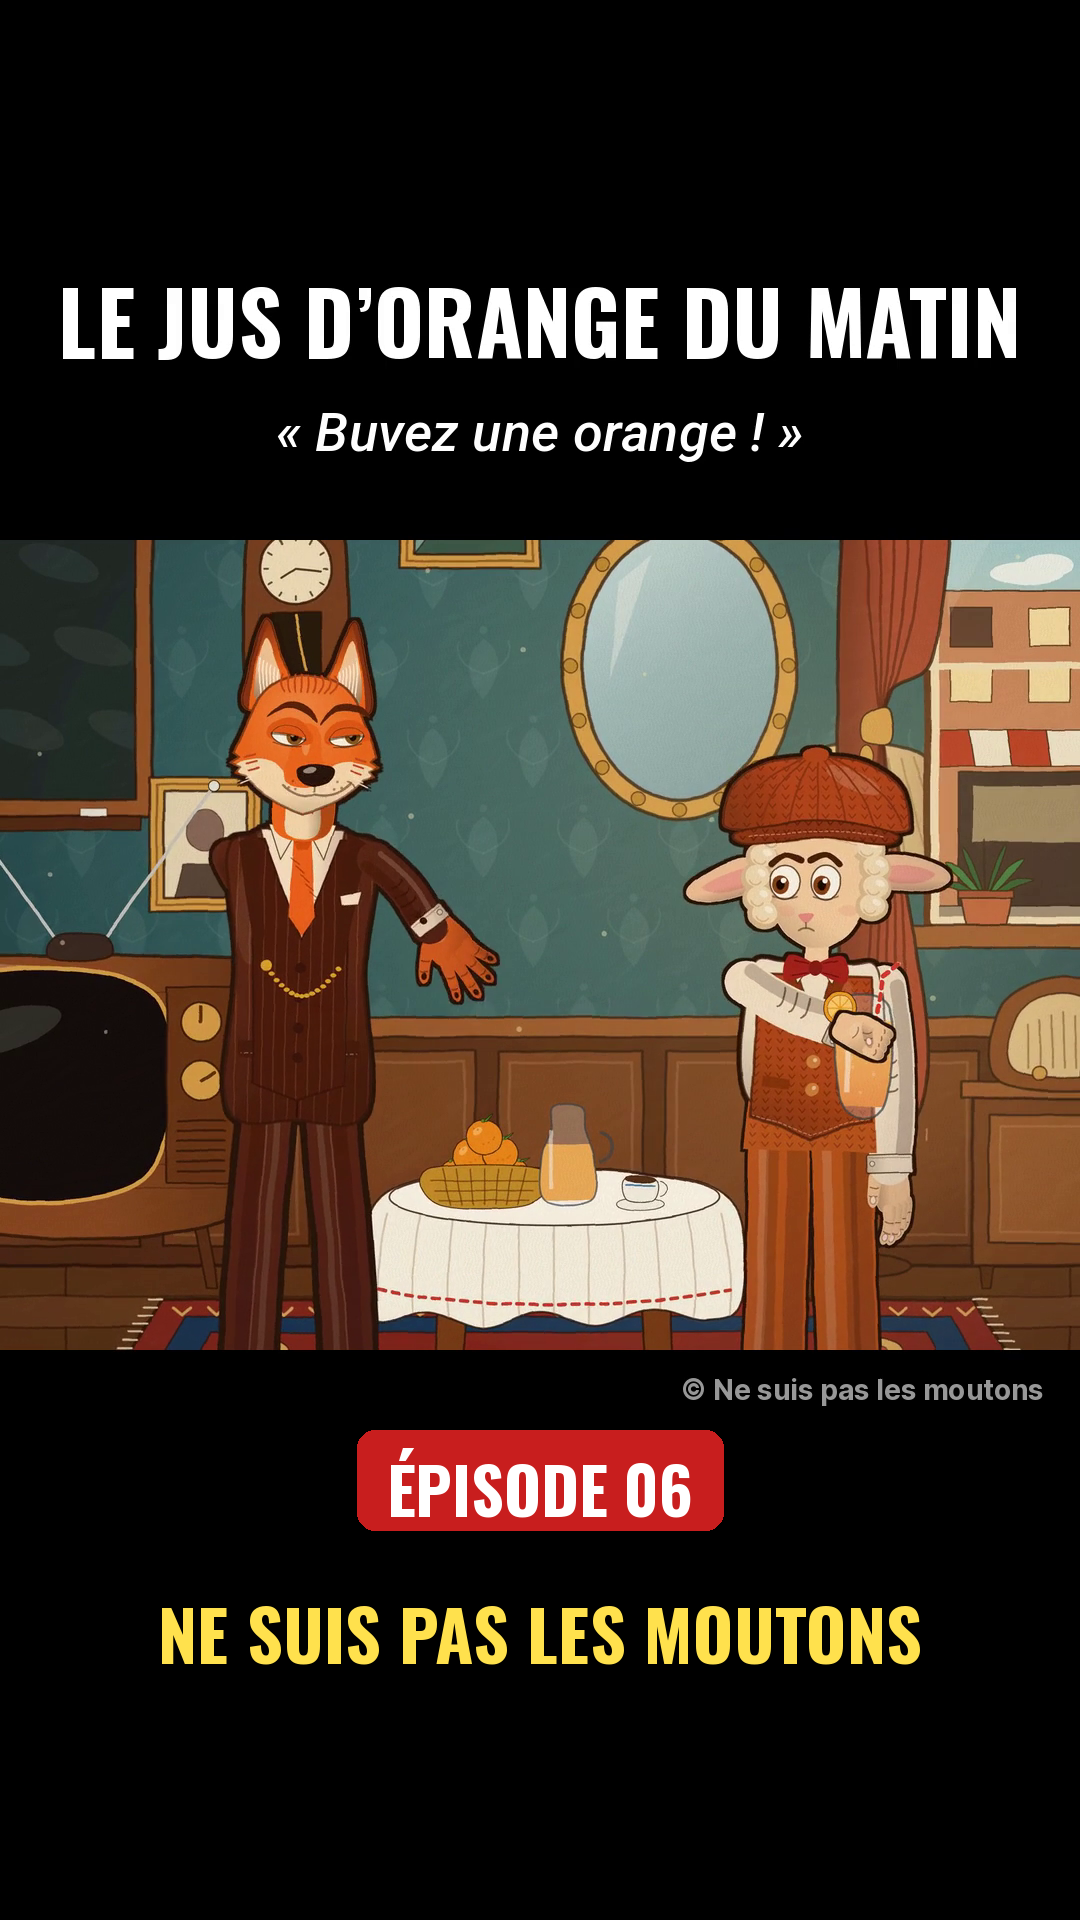 LE JUS D’ORANGE DU MATIN
« Buvez une orange ! »
© Ne suis pas les moutons
ÉPISODE 06
NE SUIS PAS LES MOUTONS